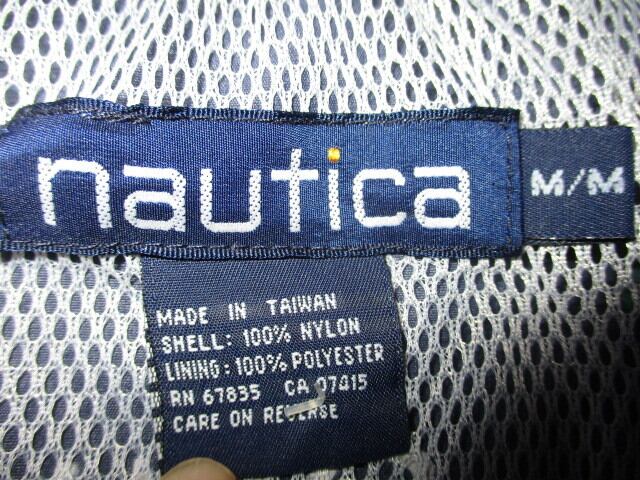 nautica
M/M
MADE IN TAIWAN
SHELL: 100% NYLON
LINING: 100% POLYESTER
RN 67835 CA 07415
CARE ON REVERSE